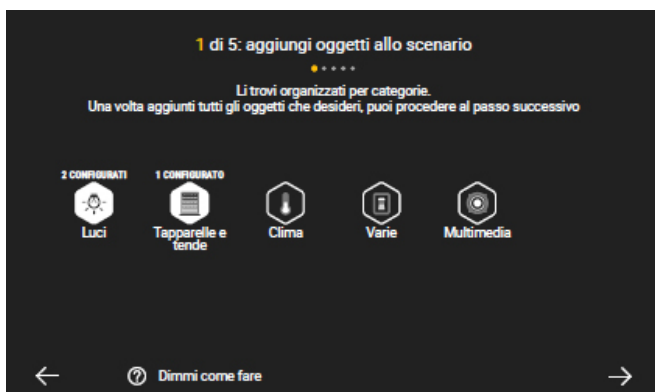 1 di 5: aggiungi oggetti allo scenario
Li trovi organizzati per categorie.
Una volta aggiunti tutti gli oggetti che desideri, puoi procedere al passo successivo
2 CONFIGURATI
1 CONFIGURATO
Luci
Tapparelle e
tende
Clima
Varie
Multimedia
Dimmi come fare